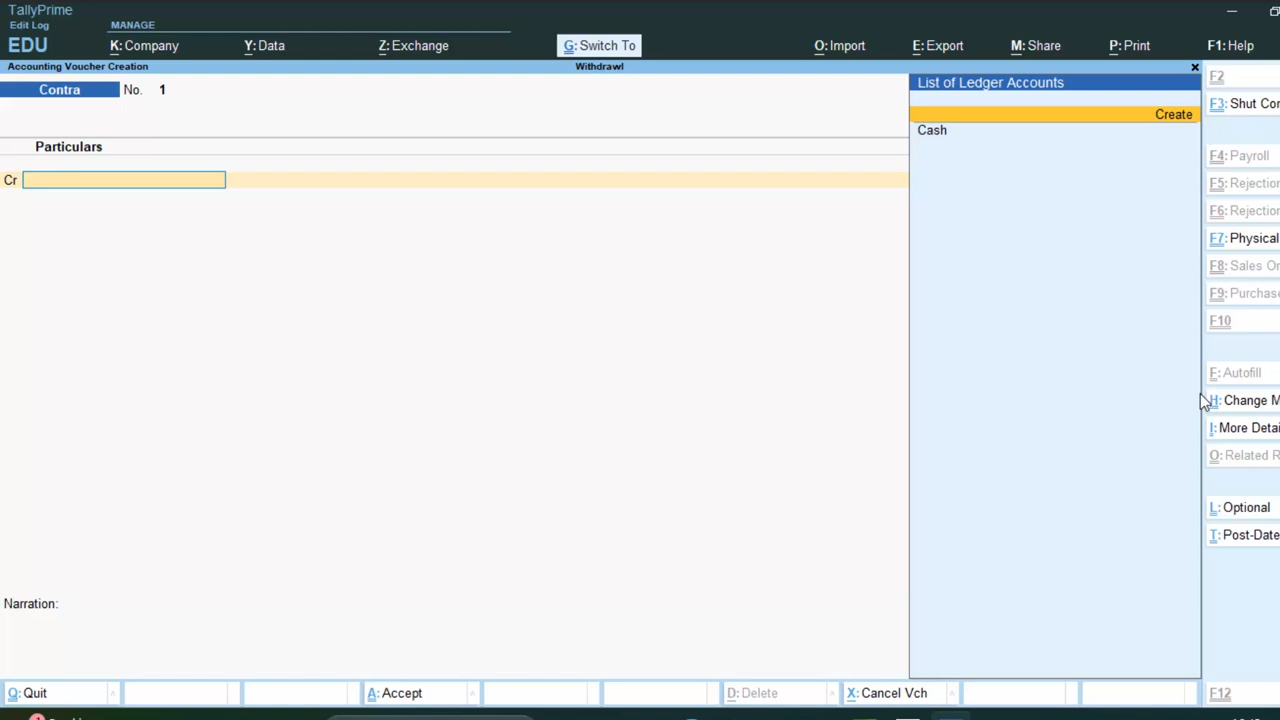 TallyPrime
Edit Log
MANAGE
EDU
K: Company
Y: Data
Z: Exchange
G: Switch To
O: Import
E: Export
M: Share
P: Print
F1: Help
Accounting Voucher Creation
Withdrawl
Contra
No. 1
Particulars
Cr
List of Ledger Accounts
Create
Cash
F2
F3: Shut Con
F4: Payroll
F5: Rejection
F6: Rejection
F7: Physical
F8: Sales Or
F9: Purchase
F10
F: Autofill
H: Change M
I: More Detai
O: Related R
L: Optional
T: Post-Date
Narration:
Q: Quit
A: Accept
D: Delete
X: Cancel Vch
F12